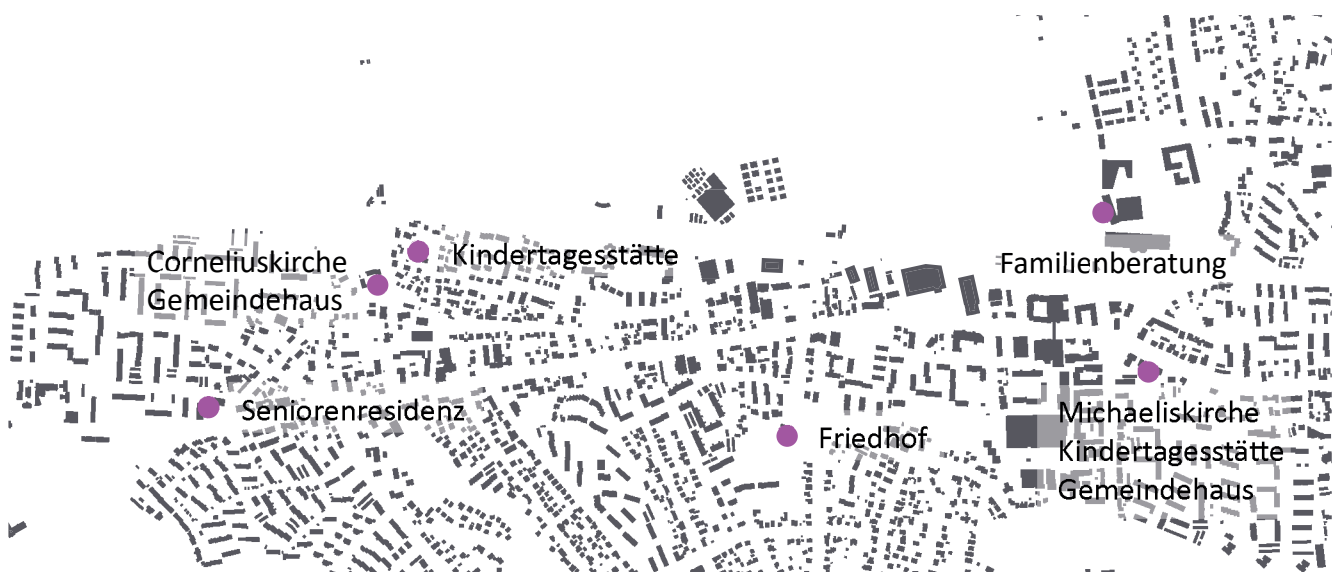 Corneliuskirche
Gemeindehaus
Kindertagesstätte
Familienberatung
Seniorenresidenz
Friedhof
Michaeliskirche
Kindertagesstätte
Gemeindehaus